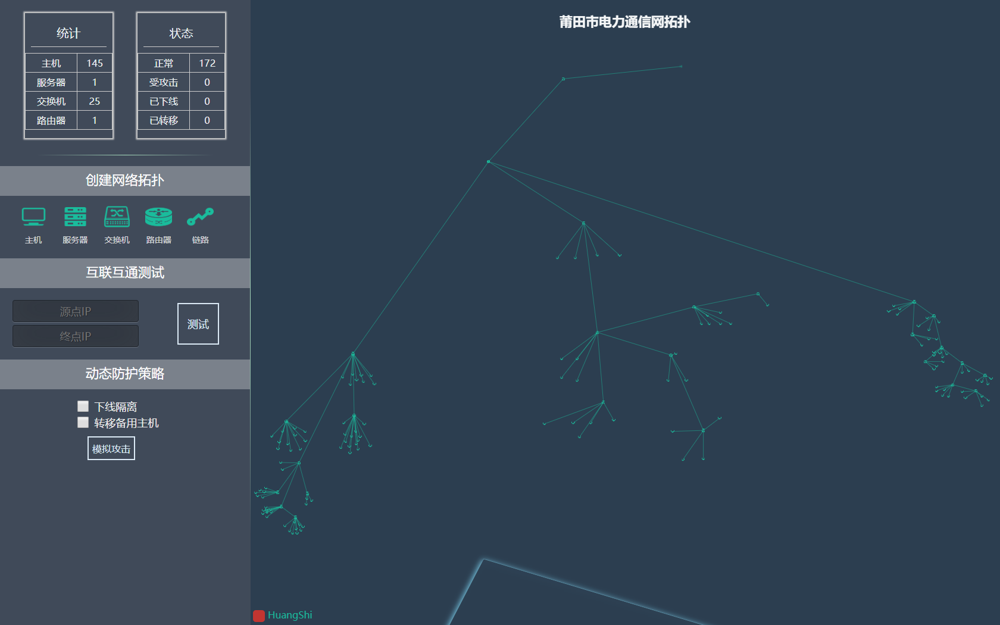 统计
主机 145
服务器 1
交换机 25
路由器 1
状态
正常 172
受攻击 0
已下线 0
已转移 0
创建网络拓扑
主机 服务器 交换机 路由器 链路
互联互通测试
源点IP
终点IP
测试
动态防护策略
下线隔离
转移备用主机
模拟攻击
莆田市电力通信网拓扑
HuangShi